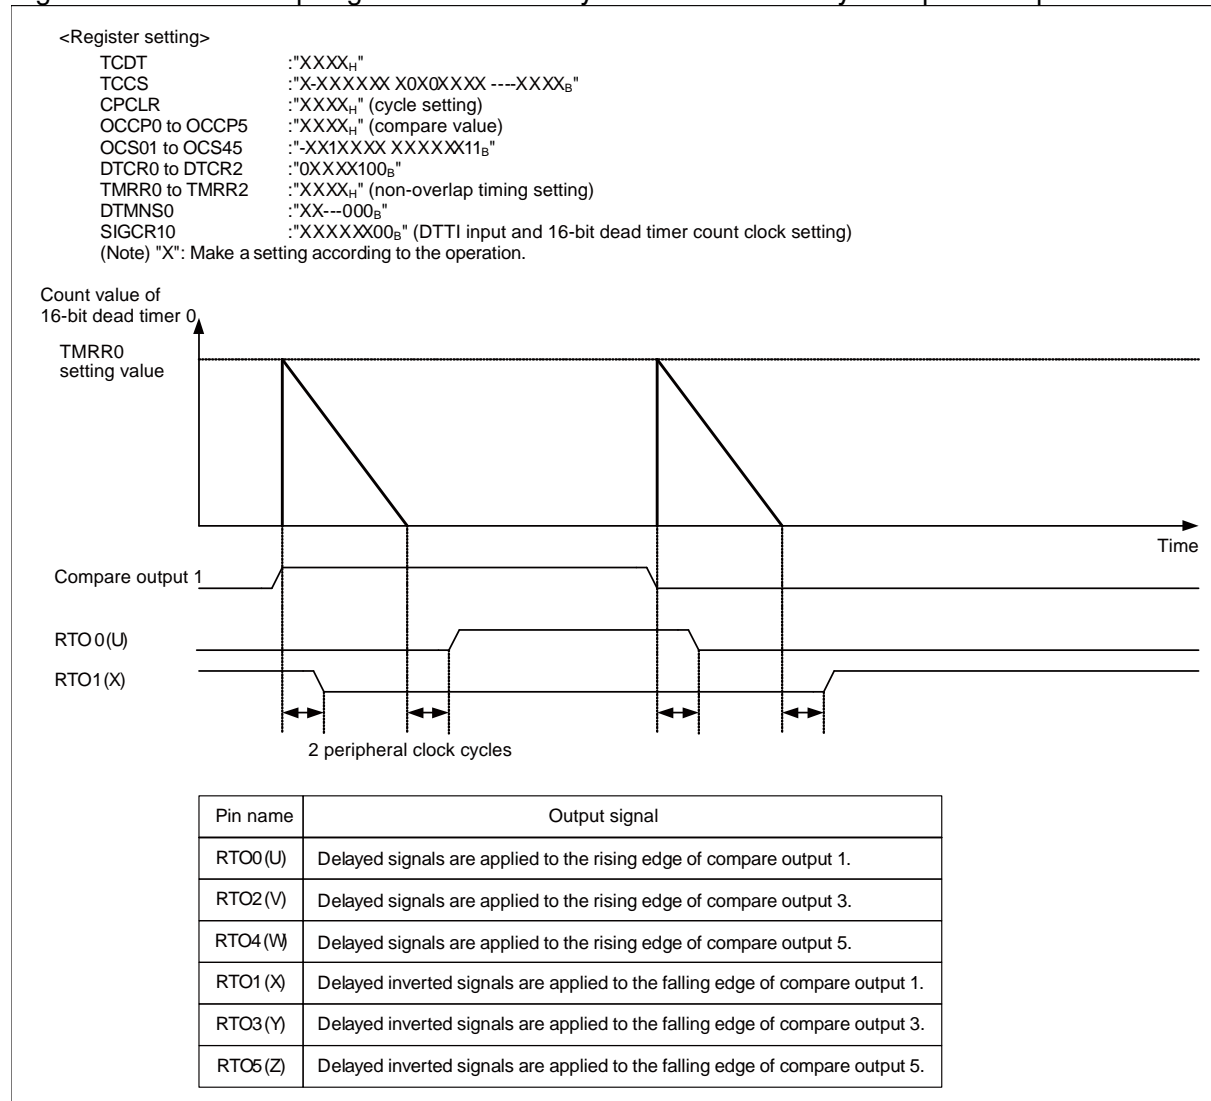 <Register setting>
TCDT :"XXXXH"
TCCS :"X-XXXXXX X0X0XXXX ----XXXXB"
CPCLR :"XXXXH" (cycle setting)
OCCP0 to OCCP5 :"XXXXH" (compare value)
OCS01 to OCS45 :"-XX1XXXX XXXXXX11B"
DTCR0 to DTCR2 :"0XXXX100B"
TMRR0 to TMRR2 :"XXXXH" (non-overlap timing setting)
DTMNS0 :"XX---000B"
SIGCR10 :"XXXXXX00B" (DTTI input and 16-bit dead timer count clock setting)
(Note) "X": Make a setting according to the operation.
Count value of
16-bit dead timer 0
TMRR0
setting value
Time
Compare output 1
RTO0(U)
RTO1(X)
2 peripheral clock cycles
Pin name Output signal
RTO0(U) Delayed signals are applied to the rising edge of compare output 1.
RTO2(V) Delayed signals are applied to the rising edge of compare output 3.
RTO4(W) Delayed signals are applied to the rising edge of compare output 5.
RTO1(X) Delayed inverted signals are applied to the falling edge of compare output 1.
RTO3(Y) Delayed inverted signals are applied to the falling edge of compare output 3.
RTO5(Z) Delayed inverted signals are applied to the falling edge of compare output 5.